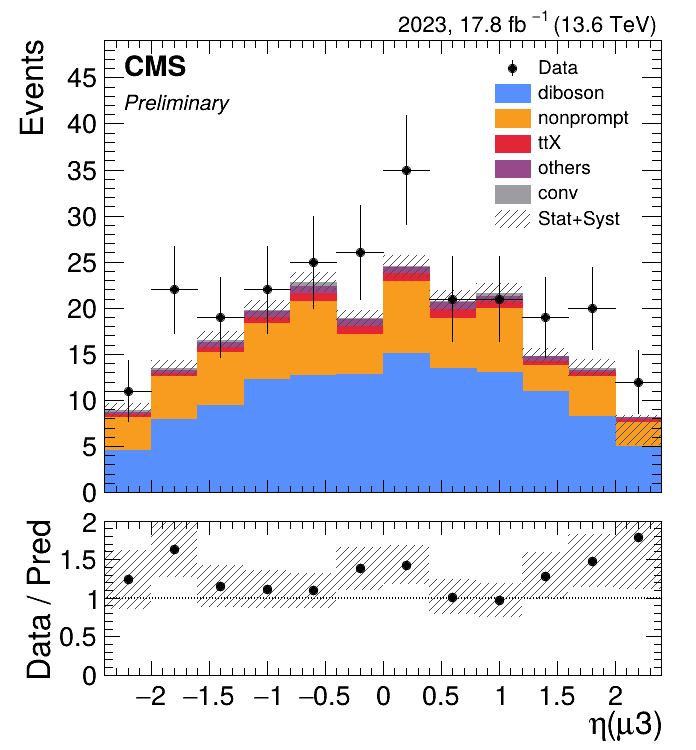 2023, 17.8 fb⁻¹ (13.6 TeV)
CMS
Preliminary
Events
45
40
35
30
25
20
15
10
5
0
Data
diboson
nonprompt
ttX
others
conv
Stat+Syst
Data / Pred
2
1.5
1
0.5
0
−2 −1.5 −1 −0.5 0 0.5 1 1.5 2
η(μ3)